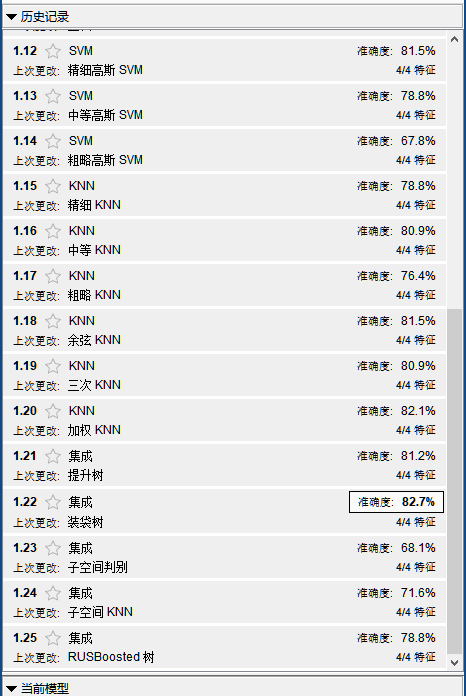 历史记录
1.12 SVM 准确度: 81.5%
上次更改: 精细高斯 SVM 4/4 特征
1.13 SVM 准确度: 78.8%
上次更改: 中等高斯 SVM 4/4 特征
1.14 SVM 准确度: 67.8%
上次更改: 粗略高斯 SVM 4/4 特征
1.15 KNN 准确度: 78.8%
上次更改: 精细 KNN 4/4 特征
1.16 KNN 准确度: 80.9%
上次更改: 中等 KNN 4/4 特征
1.17 KNN 准确度: 76.4%
上次更改: 粗略 KNN 4/4 特征
1.18 KNN 准确度: 81.5%
上次更改: 余弦 KNN 4/4 特征
1.19 KNN 准确度: 80.9%
上次更改: 三次 KNN 4/4 特征
1.20 KNN 准确度: 82.1%
上次更改: 加权 KNN 4/4 特征
1.21 集成 准确度: 81.2%
上次更改: 提升树 4/4 特征
1.22 集成 准确度: 82.7%
上次更改: 装袋树 4/4 特征
1.23 集成 准确度: 68.1%
上次更改: 子空间判别 4/4 特征
1.24 集成 准确度: 71.6%
上次更改: 子空间 KNN 4/4 特征
1.25 集成 准确度: 78.8%
上次更改: RUSBoosted 树 4/4 特征
当前模型